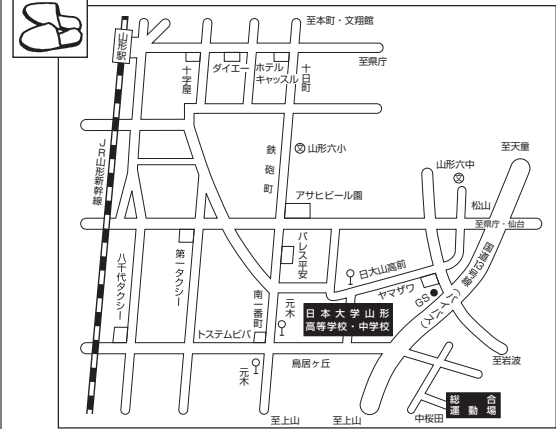 至本町・文翔館
山形駅
至県庁
十字屋
ダイエー
ホテル
キャッスル
十日町
JR山形新幹線
鉄砲町
山形六小
山形六中
至天童
アサヒビール園
松山
至県庁・仙台
国道13号線
(バイパス)
パレス平安
日大山高前
ヤマザワ
GS
八千代タクシー
第一タクシー
南一番町
元木
日本大学山形
高等学校・中学校
トステムビバ
鳥居ヶ丘
元木
至岩波
総合
運動場
中桜田
至上山
至上山